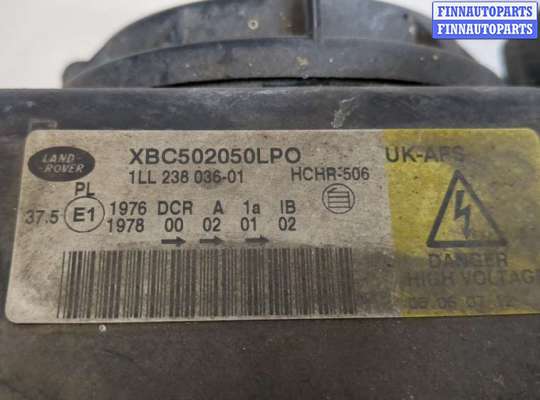 FINNAUTOPARTS
FINNAUTOPARTS
LAND-
-ROVER
XBC502050LPO
UK-AFS
1LL 238 036-01
HCHR-506
PL
37.5 E1
1976 DCR A 1a IB
1978 00 02 01 02
DANGER
HIGH VOLTAGE